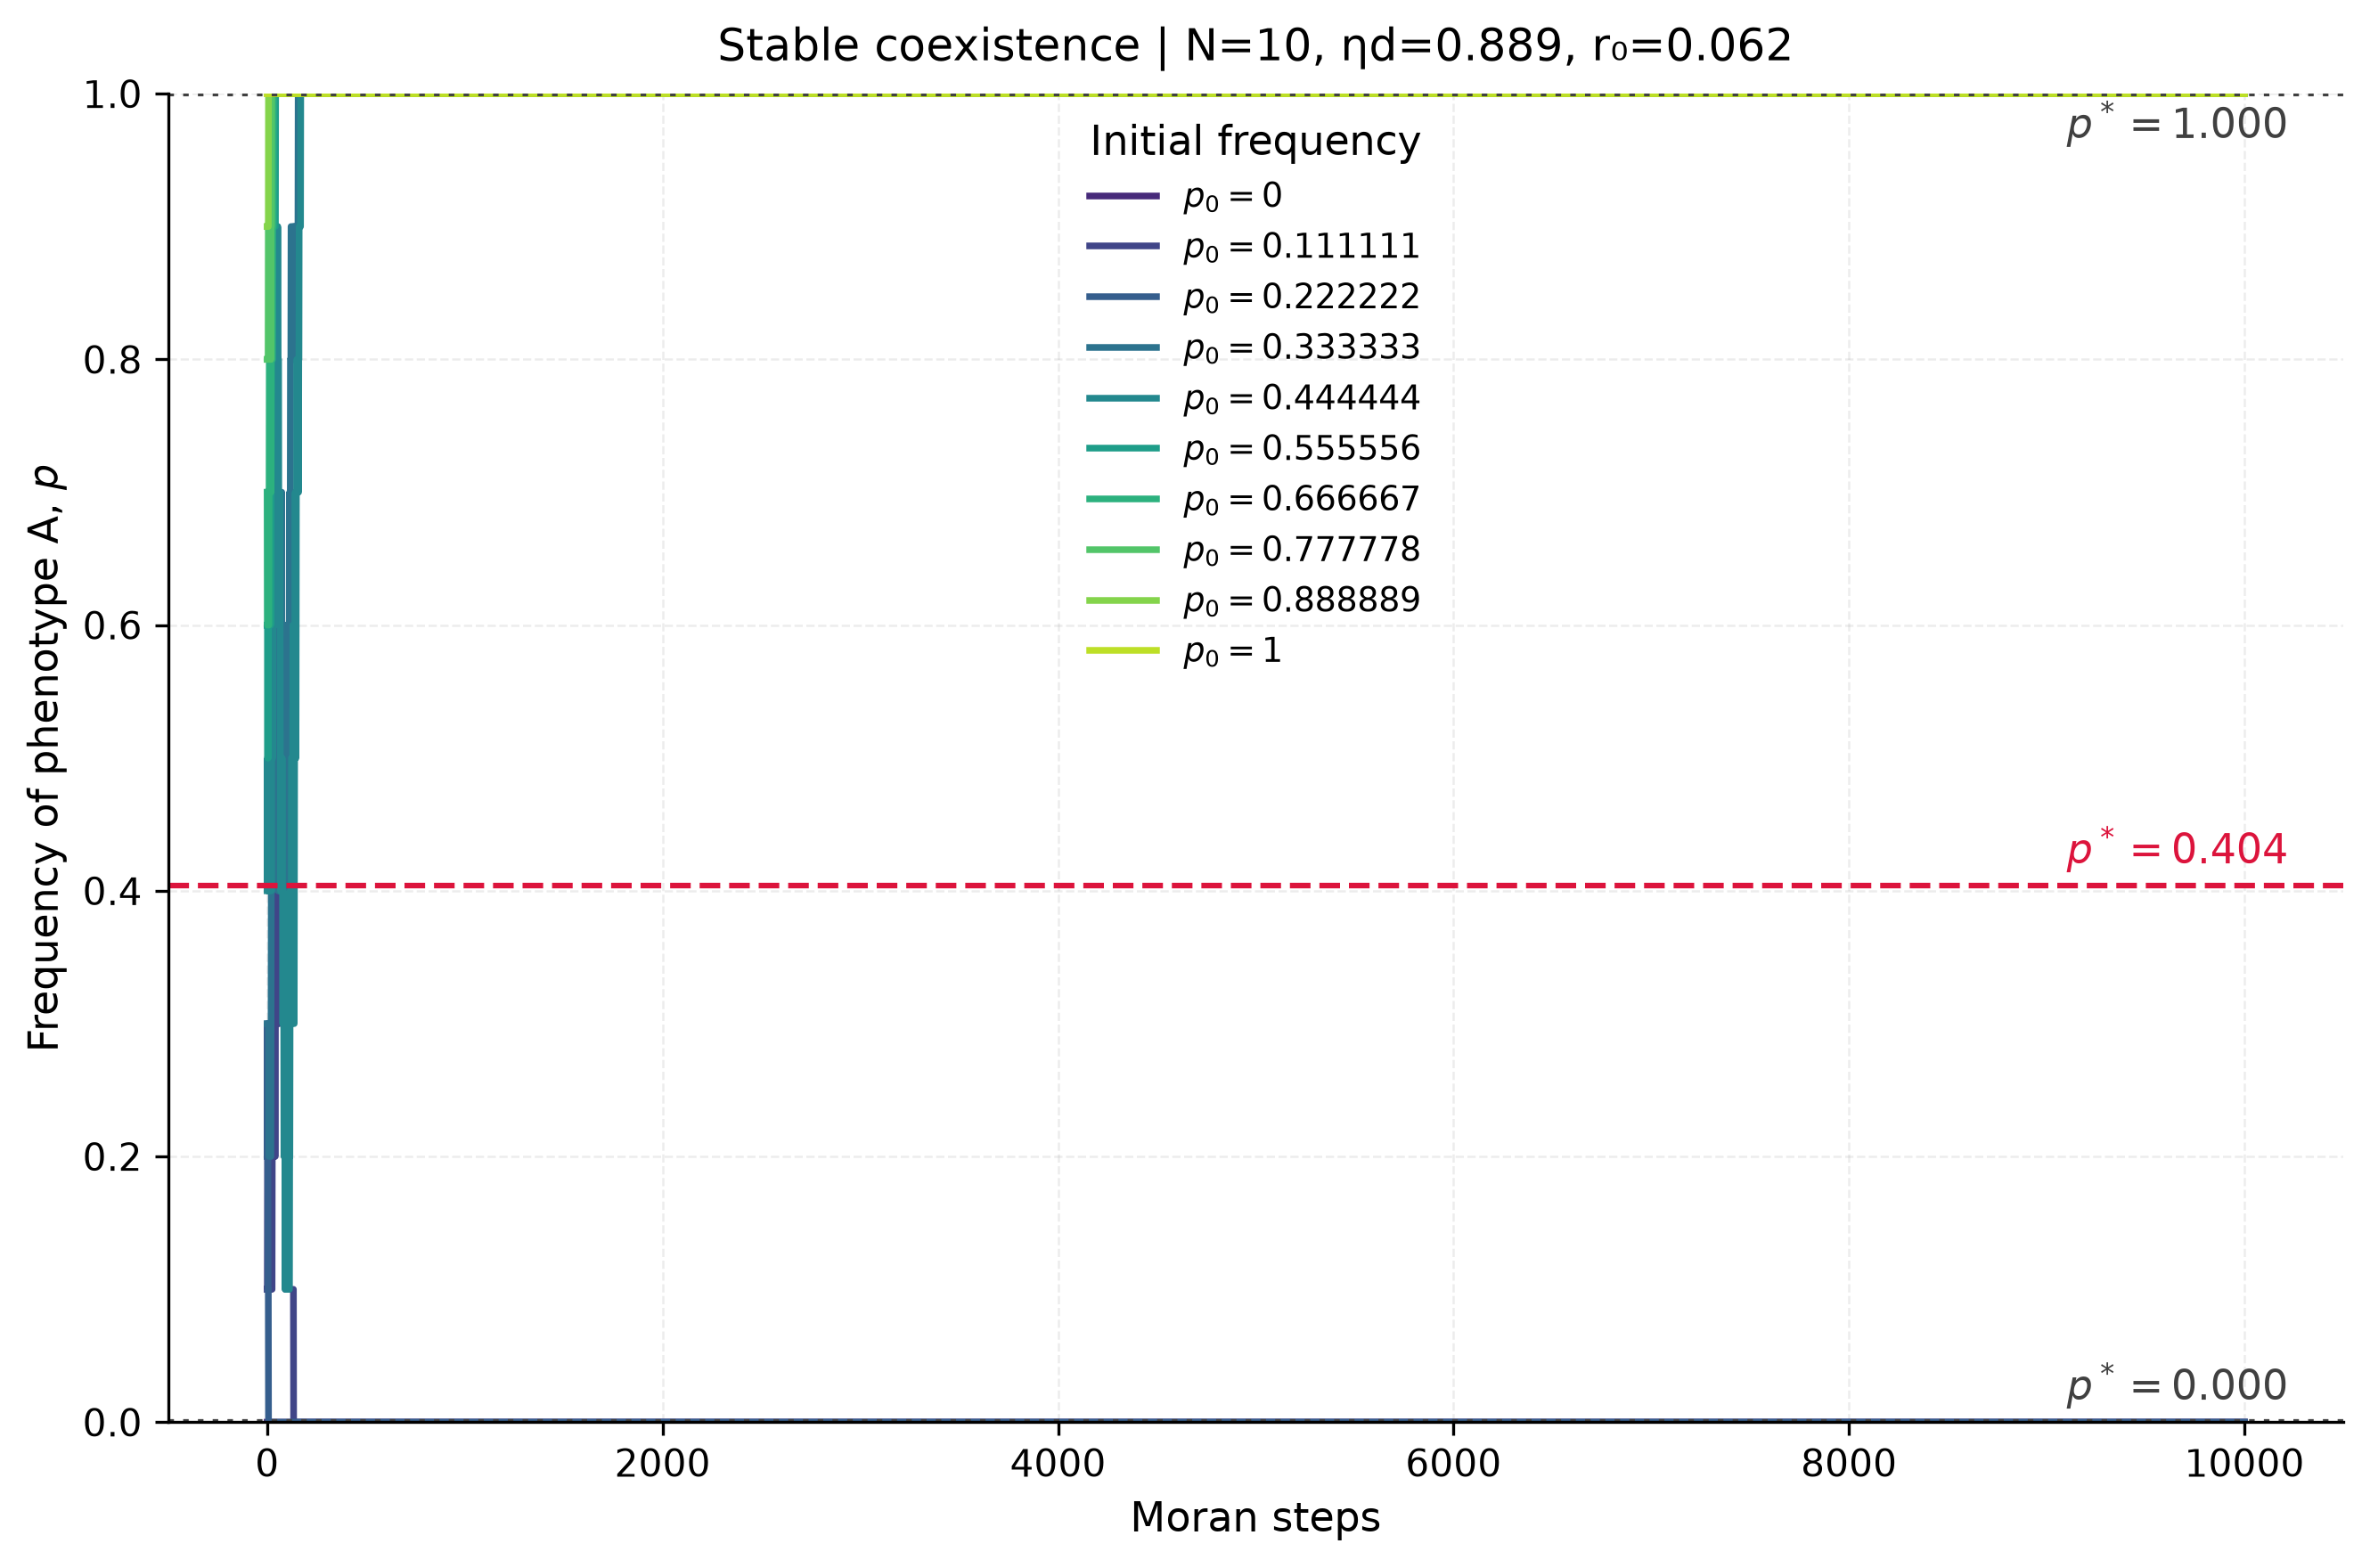 Stable coexistence | N=10, ηd=0.889, r₀=0.062
1.0
0.8
0.6
0.4
0.2
0.0
Frequency of phenotype A, p
p* = 1.000
Initial frequency
p₀ = 0
p₀ = 0.111111
p₀ = 0.222222
p₀ = 0.333333
p₀ = 0.444444
p₀ = 0.555556
p₀ = 0.666667
p₀ = 0.777778
p₀ = 0.888889
p₀ = 1
p* = 0.404
p* = 0.000
0 2000 4000 6000 8000 10000
Moran steps